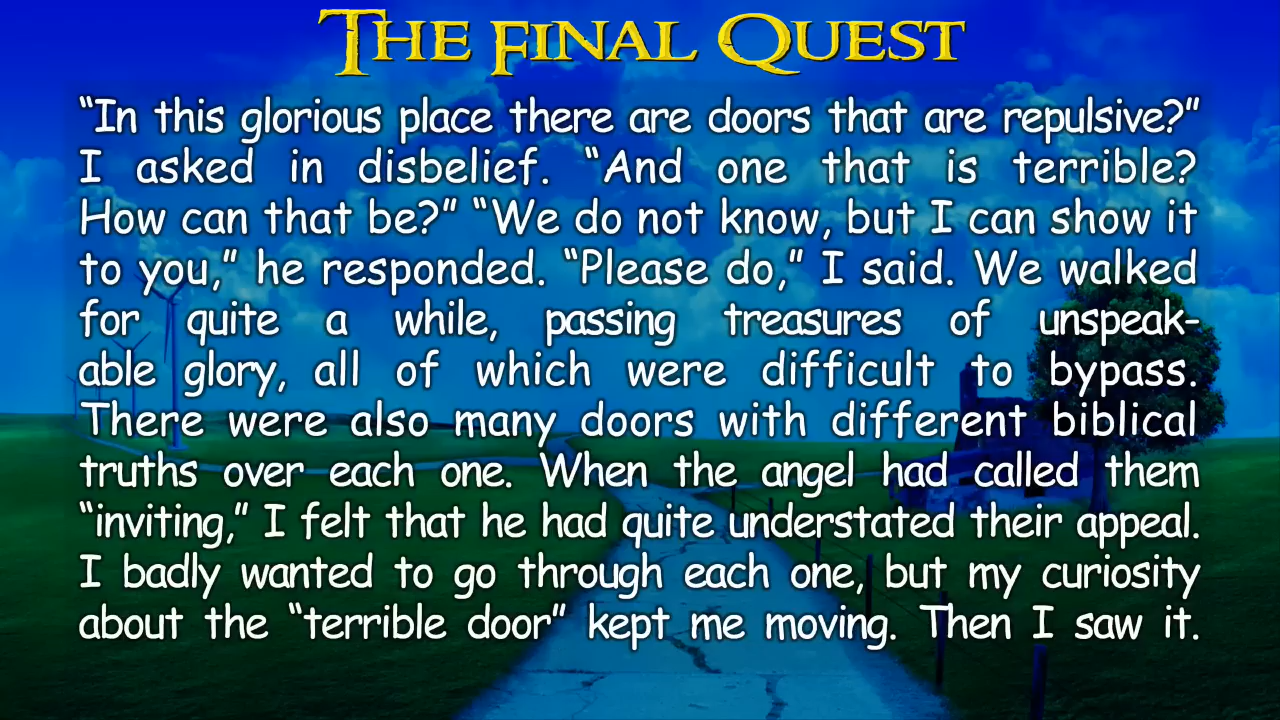 THE FINAL QUEST
“In this glorious place there are doors that are repulsive?”
I asked in disbelief. “And one that is terrible?
How can that be?” “We do not know, but I can show it
to you,” he responded. “Please do,” I said. We walked
for quite a while, passing treasures of unspeak-
able glory, all of which were difficult to bypass.
There were also many doors with different biblical
truths over each one. When the angel had called them
“inviting,” I felt that he had quite understated their appeal.
I badly wanted to go through each one, but my curiosity
about the “terrible door” kept me moving. Then I saw it.